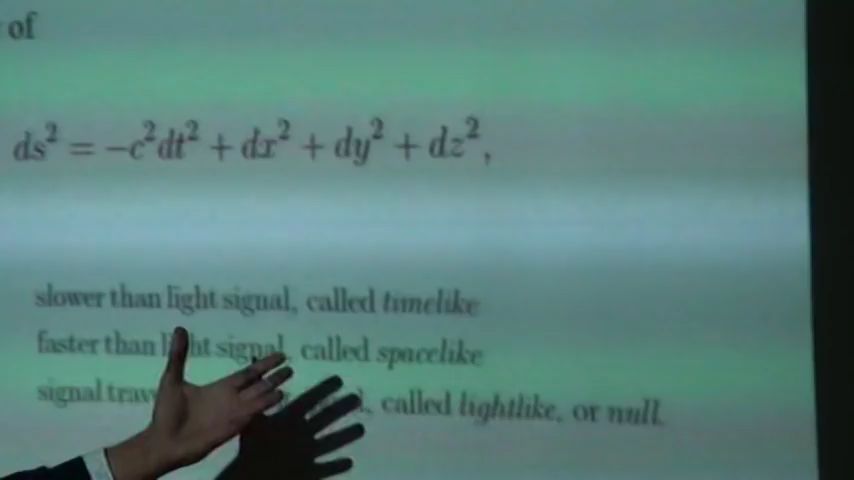 of
ds² = −c²dt² + dx² + dy² + dz²,
slower than light signal, called timelike
faster than light signal, called spacelike
signal called lightlike, or null.